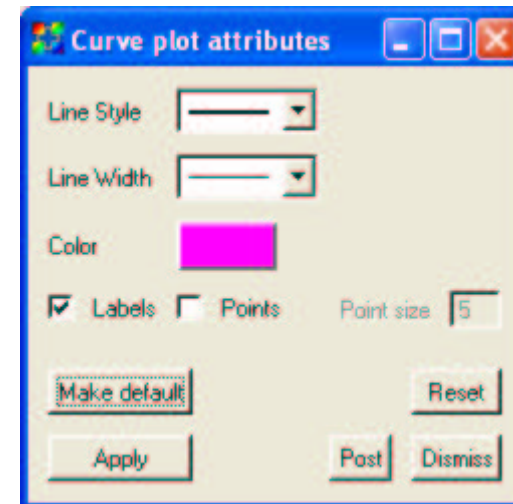 Curve plot attributes
Line Style
Line Width
Color
Labels Points Point size 5
Make default Reset
Apply Post Dismiss